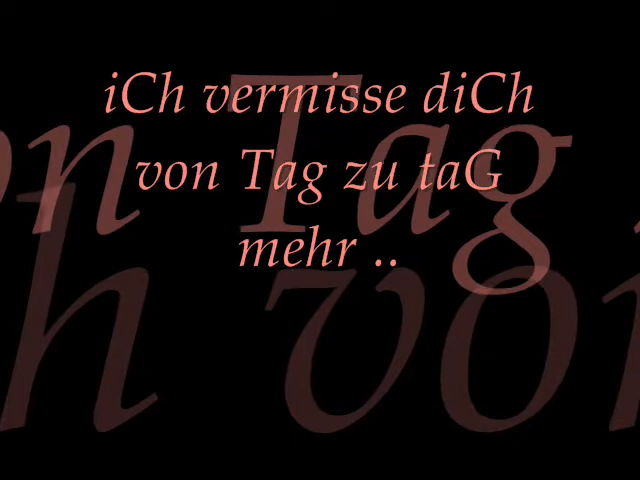 iCh vermisse diCh
von Tag zu taG
mehr ..